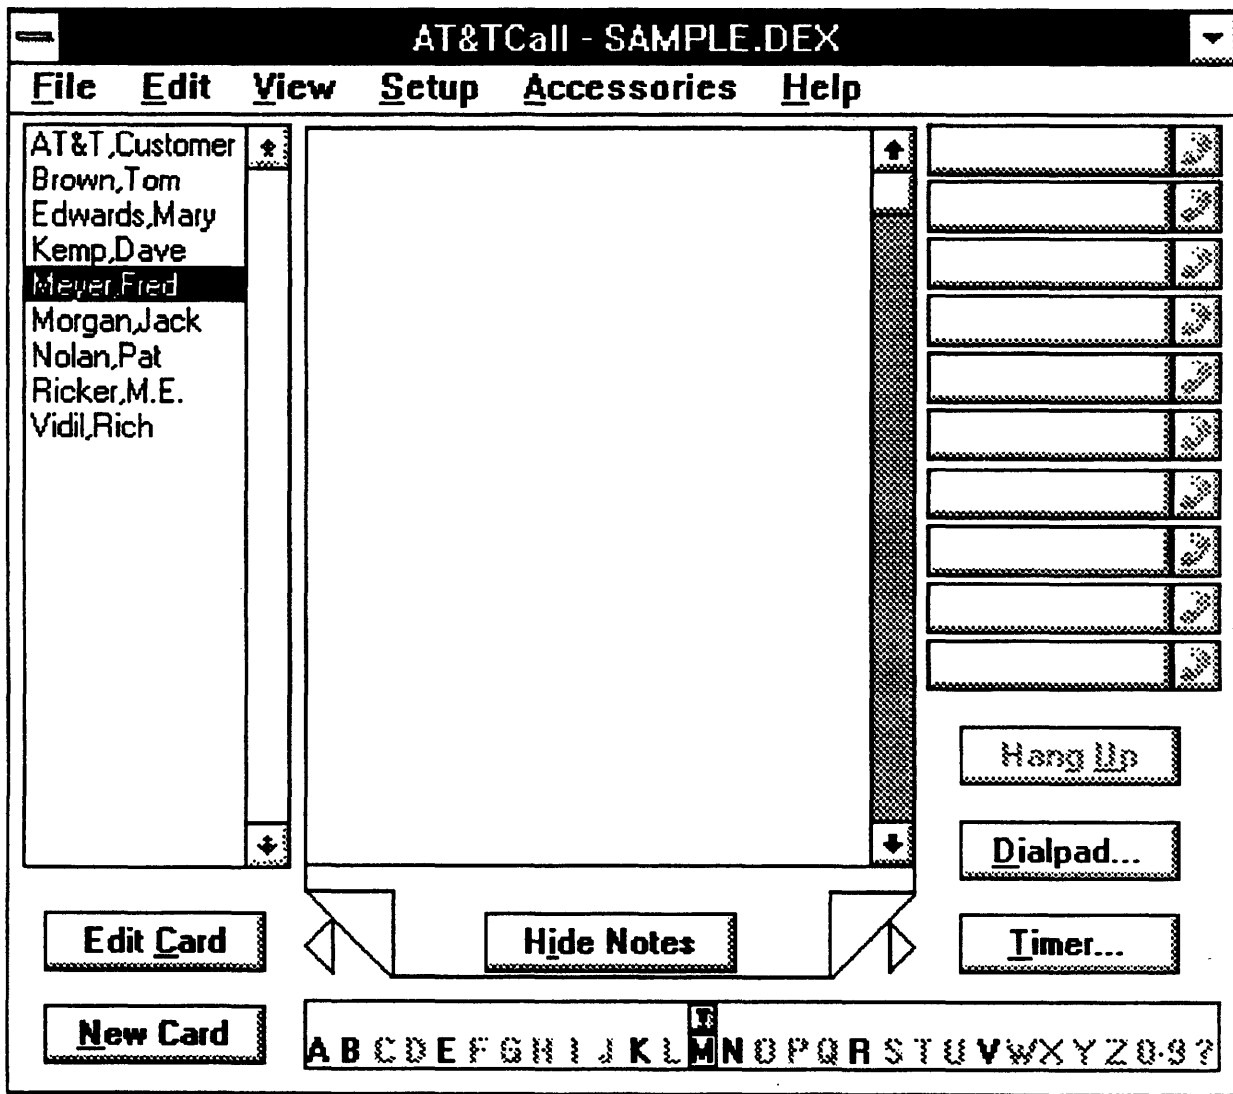 AT&TCall - SAMPLE.DEX
File Edit View Setup Accessories Help
AT&T,Customer
Brown,Tom
Edwards,Mary
Kemp,Dave
Meyer,Fred
Morgan,Jack
Nolan,Pat
Ricker,M.E.
Vidil,Rich
Hang Up
Dialpad...
Edit Card
Hide Notes
Timer...
New Card
A B C D E F G H I J K L M N O P Q R S T U V W X Y Z 0-9 ?